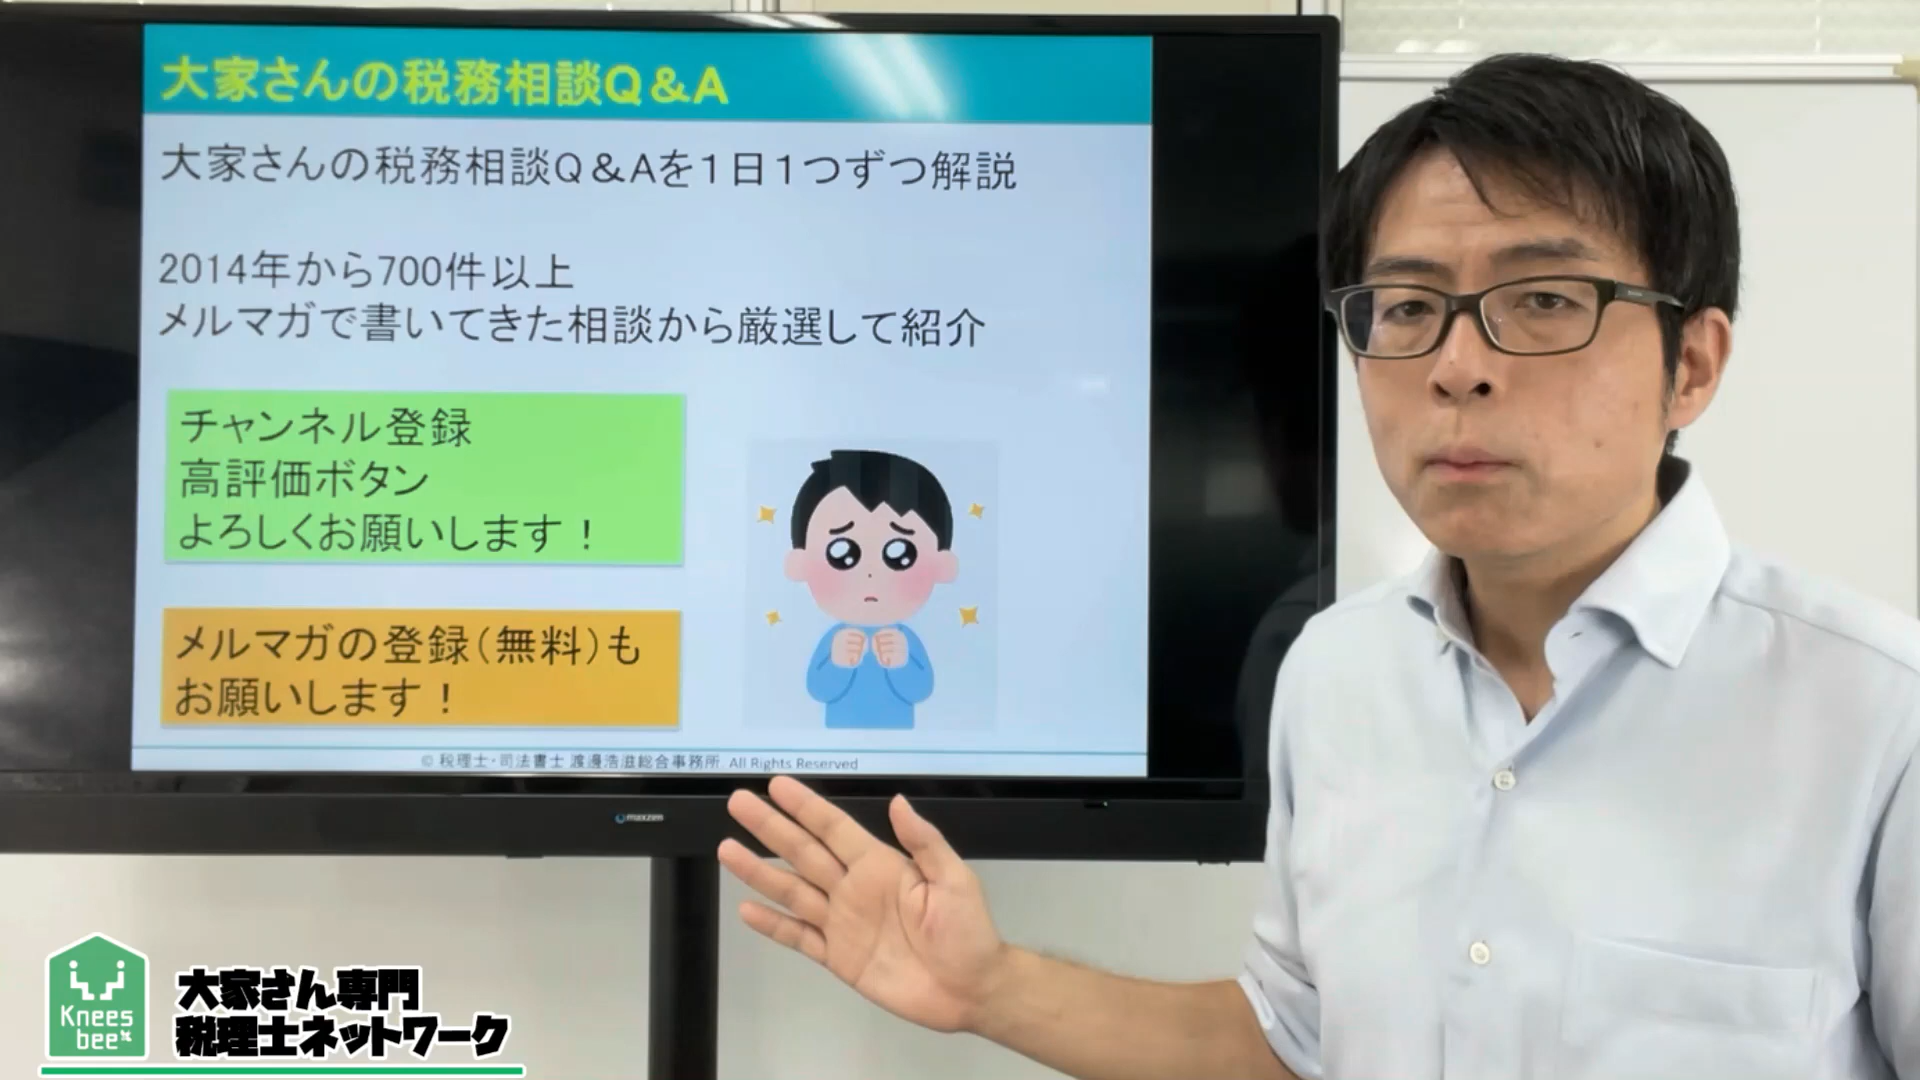 大家さんの税務相談Q＆A
大家さんの税務相談Q＆Aを１日１つずつ解説
2014年から700件以上
メルマガで書いてきた相談から厳選して紹介
チャンネル登録
高評価ボタン
よろしくお願いします！
メルマガの登録（無料）も
お願いします！
© 税理士・司法書士 渡邊浩滋総合事務所. All Rights Reserved
maxzen
Knees
bee税
大家さん専門
税理士ネットワーク